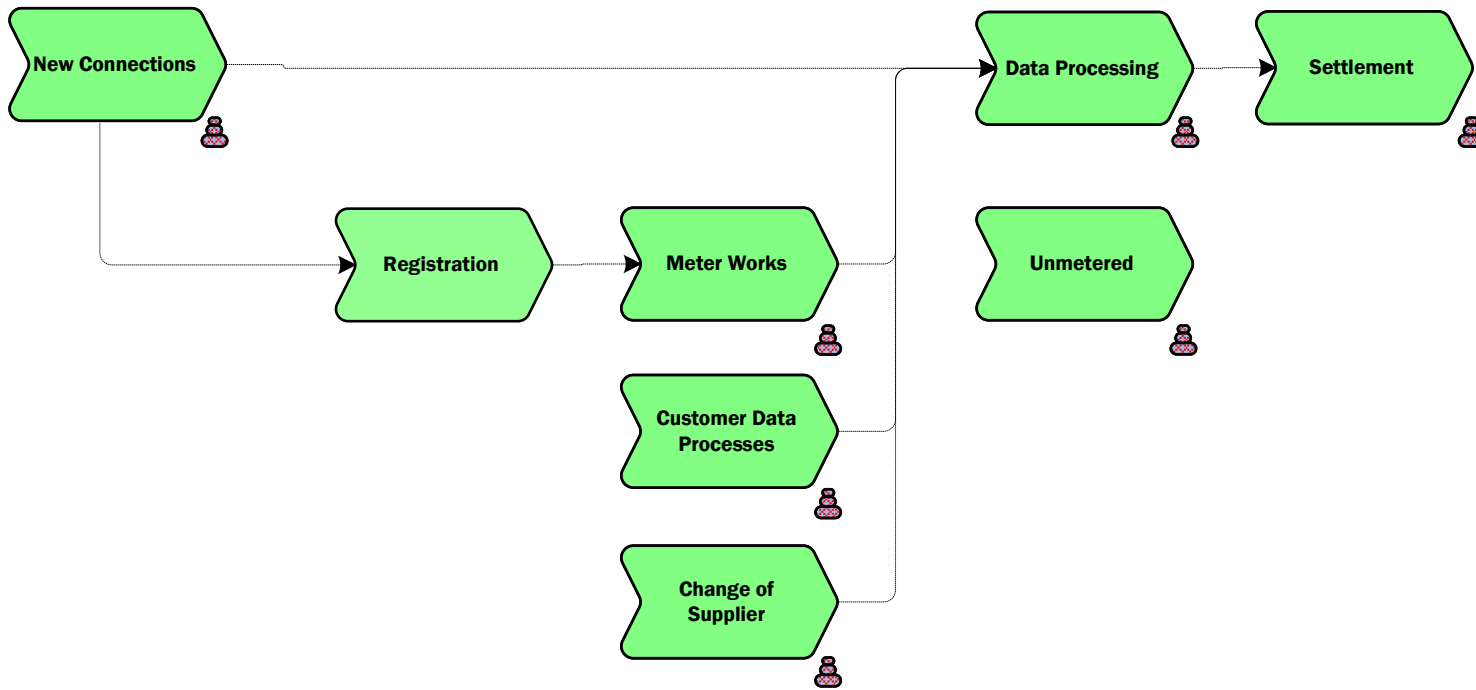 New Connections
Data Processing
Settlement
Registration
Meter Works
Unmetered
Customer Data
Processes
Change of
Supplier